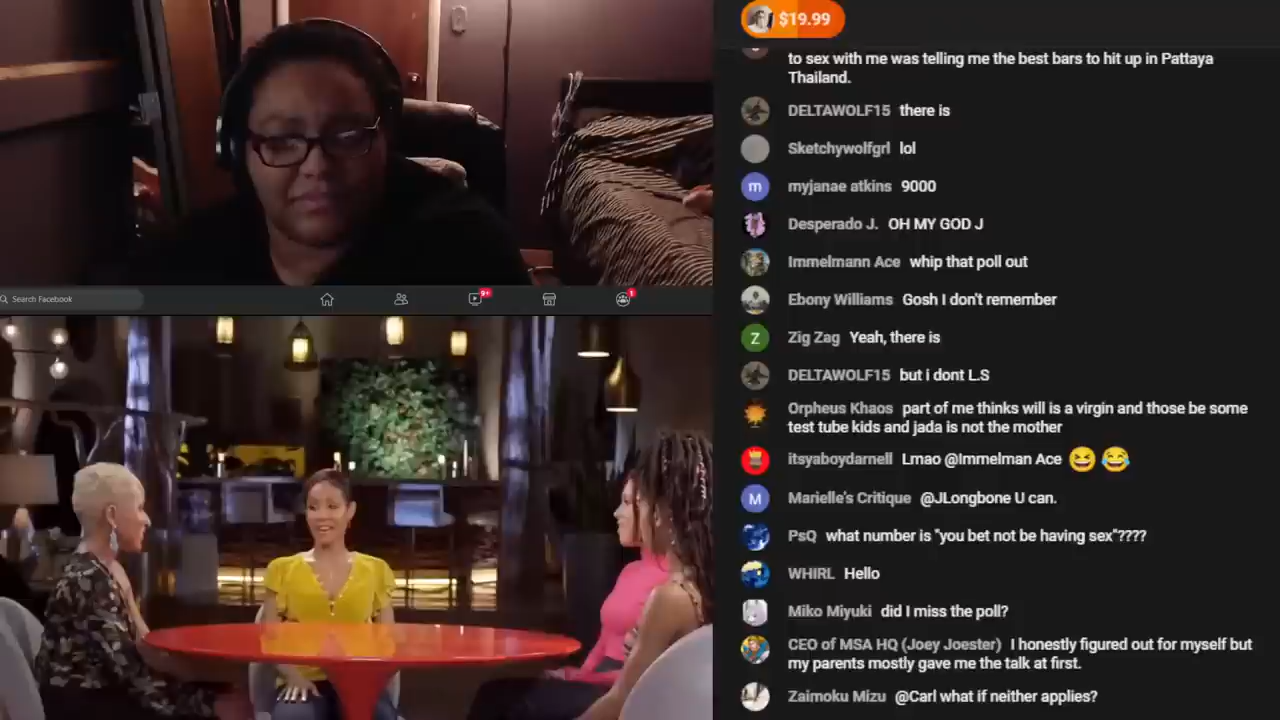 $19.99
to sex with me was telling me the best bars to hit up in Pattaya
Thailand.
DELTAWOLF15 there is
Sketchywolfgrl lol
m myjanae atkins 9000
Desperado J. OH MY GOD J
Immelmann Ace whip that poll out
Ebony Williams Gosh I don't remember
Z Zig Zag Yeah, there is
DELTAWOLF15 but i dont L.S
Orpheus Khaos part of me thinks will is a virgin and those be some
test tube kids and jada is not the mother
itsyaboydarnell Lmao @Immelman Ace 😆 😂
M Marielle's Critique @JLongbone U can.
PsQ what number is "you bet not be having sex"????
WHIRL Hello
Miko Miyuki did I miss the poll?
CEO of MSA HQ (Joey Joester) I honestly figured out for myself but
my parents mostly gave me the talk at first.
Zaimoku Mizu @Carl what if neither applies?
Search Facebook
9+
1